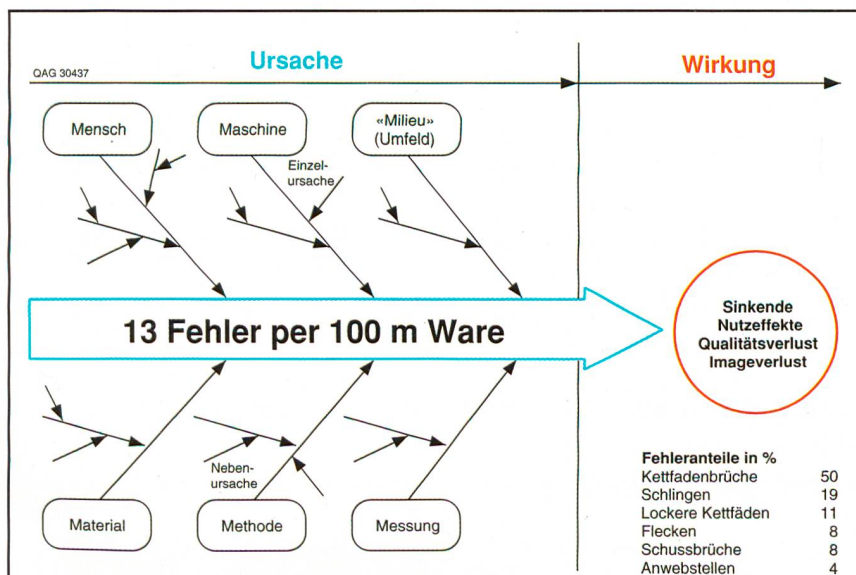 Ursache
Wirkung
QAG 30437
Mensch
Maschine
«Milieu»
(Umfeld)
Einzel-
ursache
13 Fehler per 100 m Ware
Sinkende
Nutzeffekte
Qualitätsverlust
Imageverlust
Neben-
ursache
Material
Methode
Messung
Fehleranteile in %
Kettfadenbrüche 50
Schlingen 19
Lockere Kettfäden 11
Flecken 8
Schussbrüche 8
Anwebstellen 4